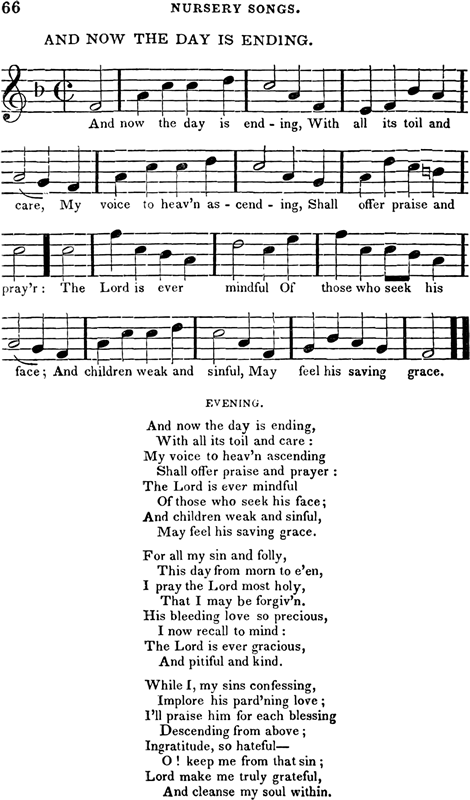 66 NURSERY SONGS.
AND NOW THE DAY IS ENDING.
And now the day is end - ing, With all its toil and
care, My voice to heav'n as - cend - ing, Shall offer praise and
pray'r: The Lord is ever mindful Of those who seek his
face; And children weak and sinful, May feel his saving grace.
EVENING.
And now the day is ending,
With all its toil and care:
My voice to heav'n ascending
Shall offer praise and prayer:
The Lord is ever mindful
Of those who seek his face;
And children weak and sinful,
May feel his saving grace.
For all my sin and folly,
This day from morn to e'en,
I pray the Lord most holy,
That I may be forgiv'n.
His bleeding love so precious,
I now recall to mind:
The Lord is ever gracious,
And pitiful and kind.
While I, my sins confessing,
Implore his pard'ning love;
I'll praise him for each blessing
Descending from above;
Ingratitude, so hateful—
O! keep me from that sin;
Lord make me truly grateful,
And cleanse my soul within.